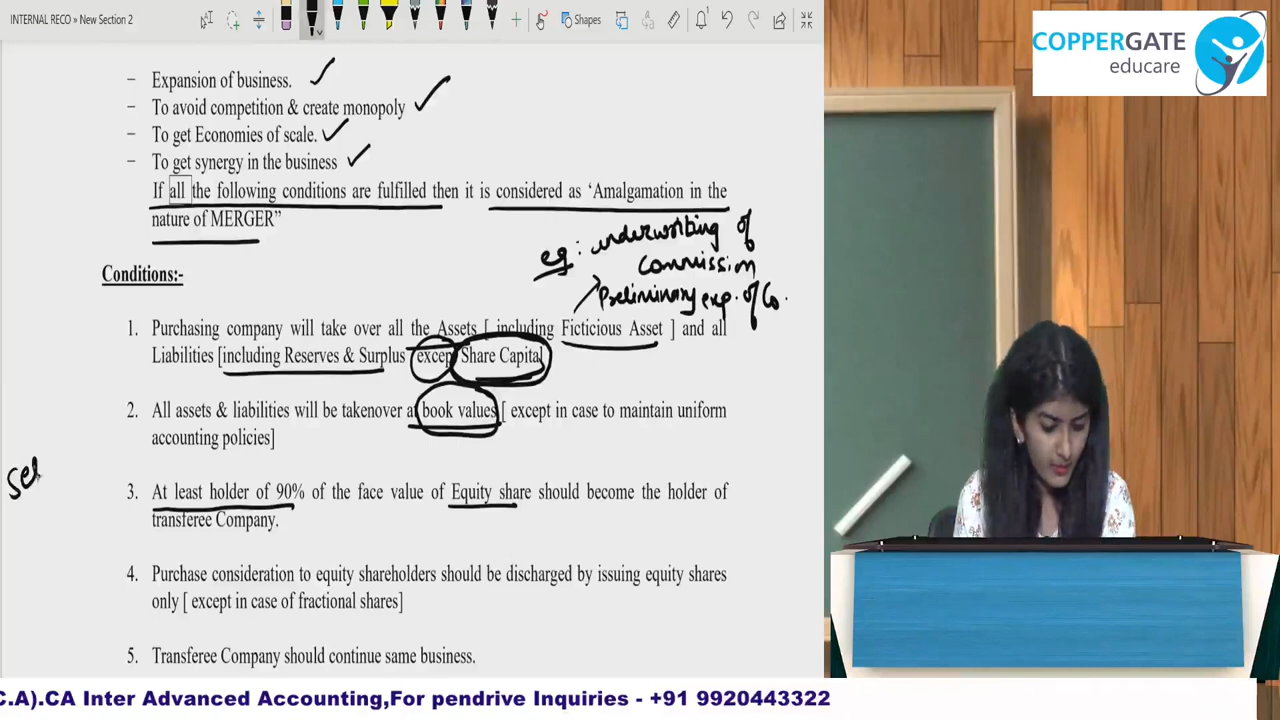 INTERNAL RECO » New Section 2
Shapes
COPPERGATE
educare
– Expansion of business.
– To avoid competition & create monopoly
– To get Economies of scale.
– To get synergy in the business
If all the following conditions are fulfilled then it is considered as ‘Amalgamation in the
nature of MERGER”
eg: underwriting of
Commission
Preliminary exp. of Co.
Conditions:-
1. Purchasing company will take over all the Assets [ including Ficticious Asset ] and all
Liabilities [including Reserves & Surplus except Share Capital
2. All assets & liabilities will be takenover at book values [ except in case to maintain uniform
accounting policies]
3. At least holder of 90% of the face value of Equity share should become the holder of
transferee Company.
4. Purchase consideration to equity shareholders should be discharged by issuing equity shares
only [ except in case of fractional shares]
5. Transferee Company should continue same business.
C.A).CA Inter Advanced Accounting,For pendrive Inquiries - +91 9920443322